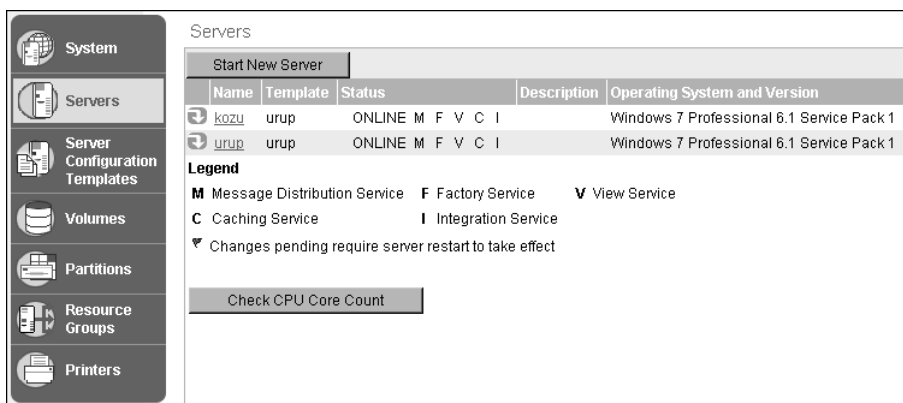 System
Servers
Server
Configuration
Templates
Volumes
Partitions
Resource
Groups
Printers
Servers
Start New Server
Name Template Status Description Operating System and Version
kozu urup ONLINE M F V C I Windows 7 Professional 6.1 Service Pack 1
urup urup ONLINE M F V C I Windows 7 Professional 6.1 Service Pack 1
Legend
M Message Distribution Service F Factory Service V View Service
C Caching Service I Integration Service
Changes pending require server restart to take effect
Check CPU Core Count